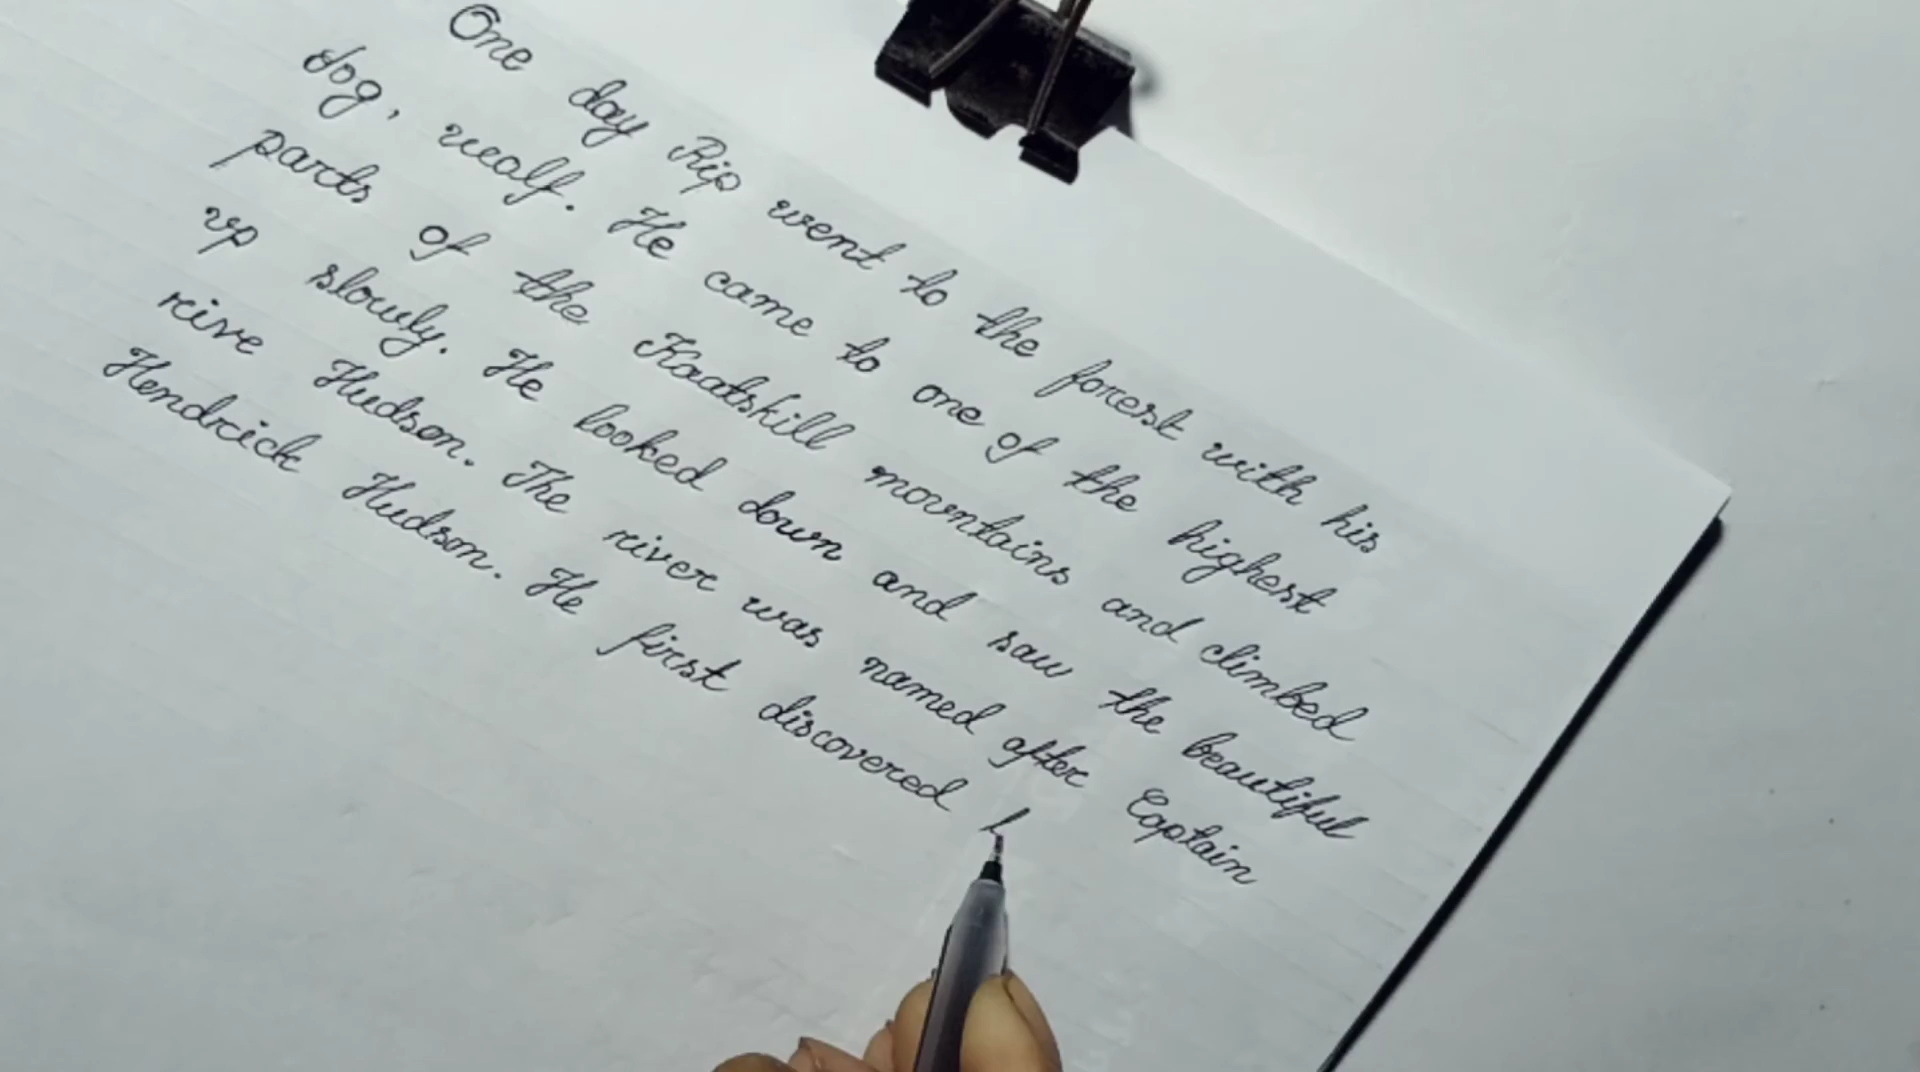 One day Rip went to the forest with his
dog, wolf. He came to one of the highest
parts of the Kaatskill mountains and climbed
up slowly. He looked down and saw the beautiful
rive Hudson. The river was named after Captain
Hendrick Hudson. He first discovered